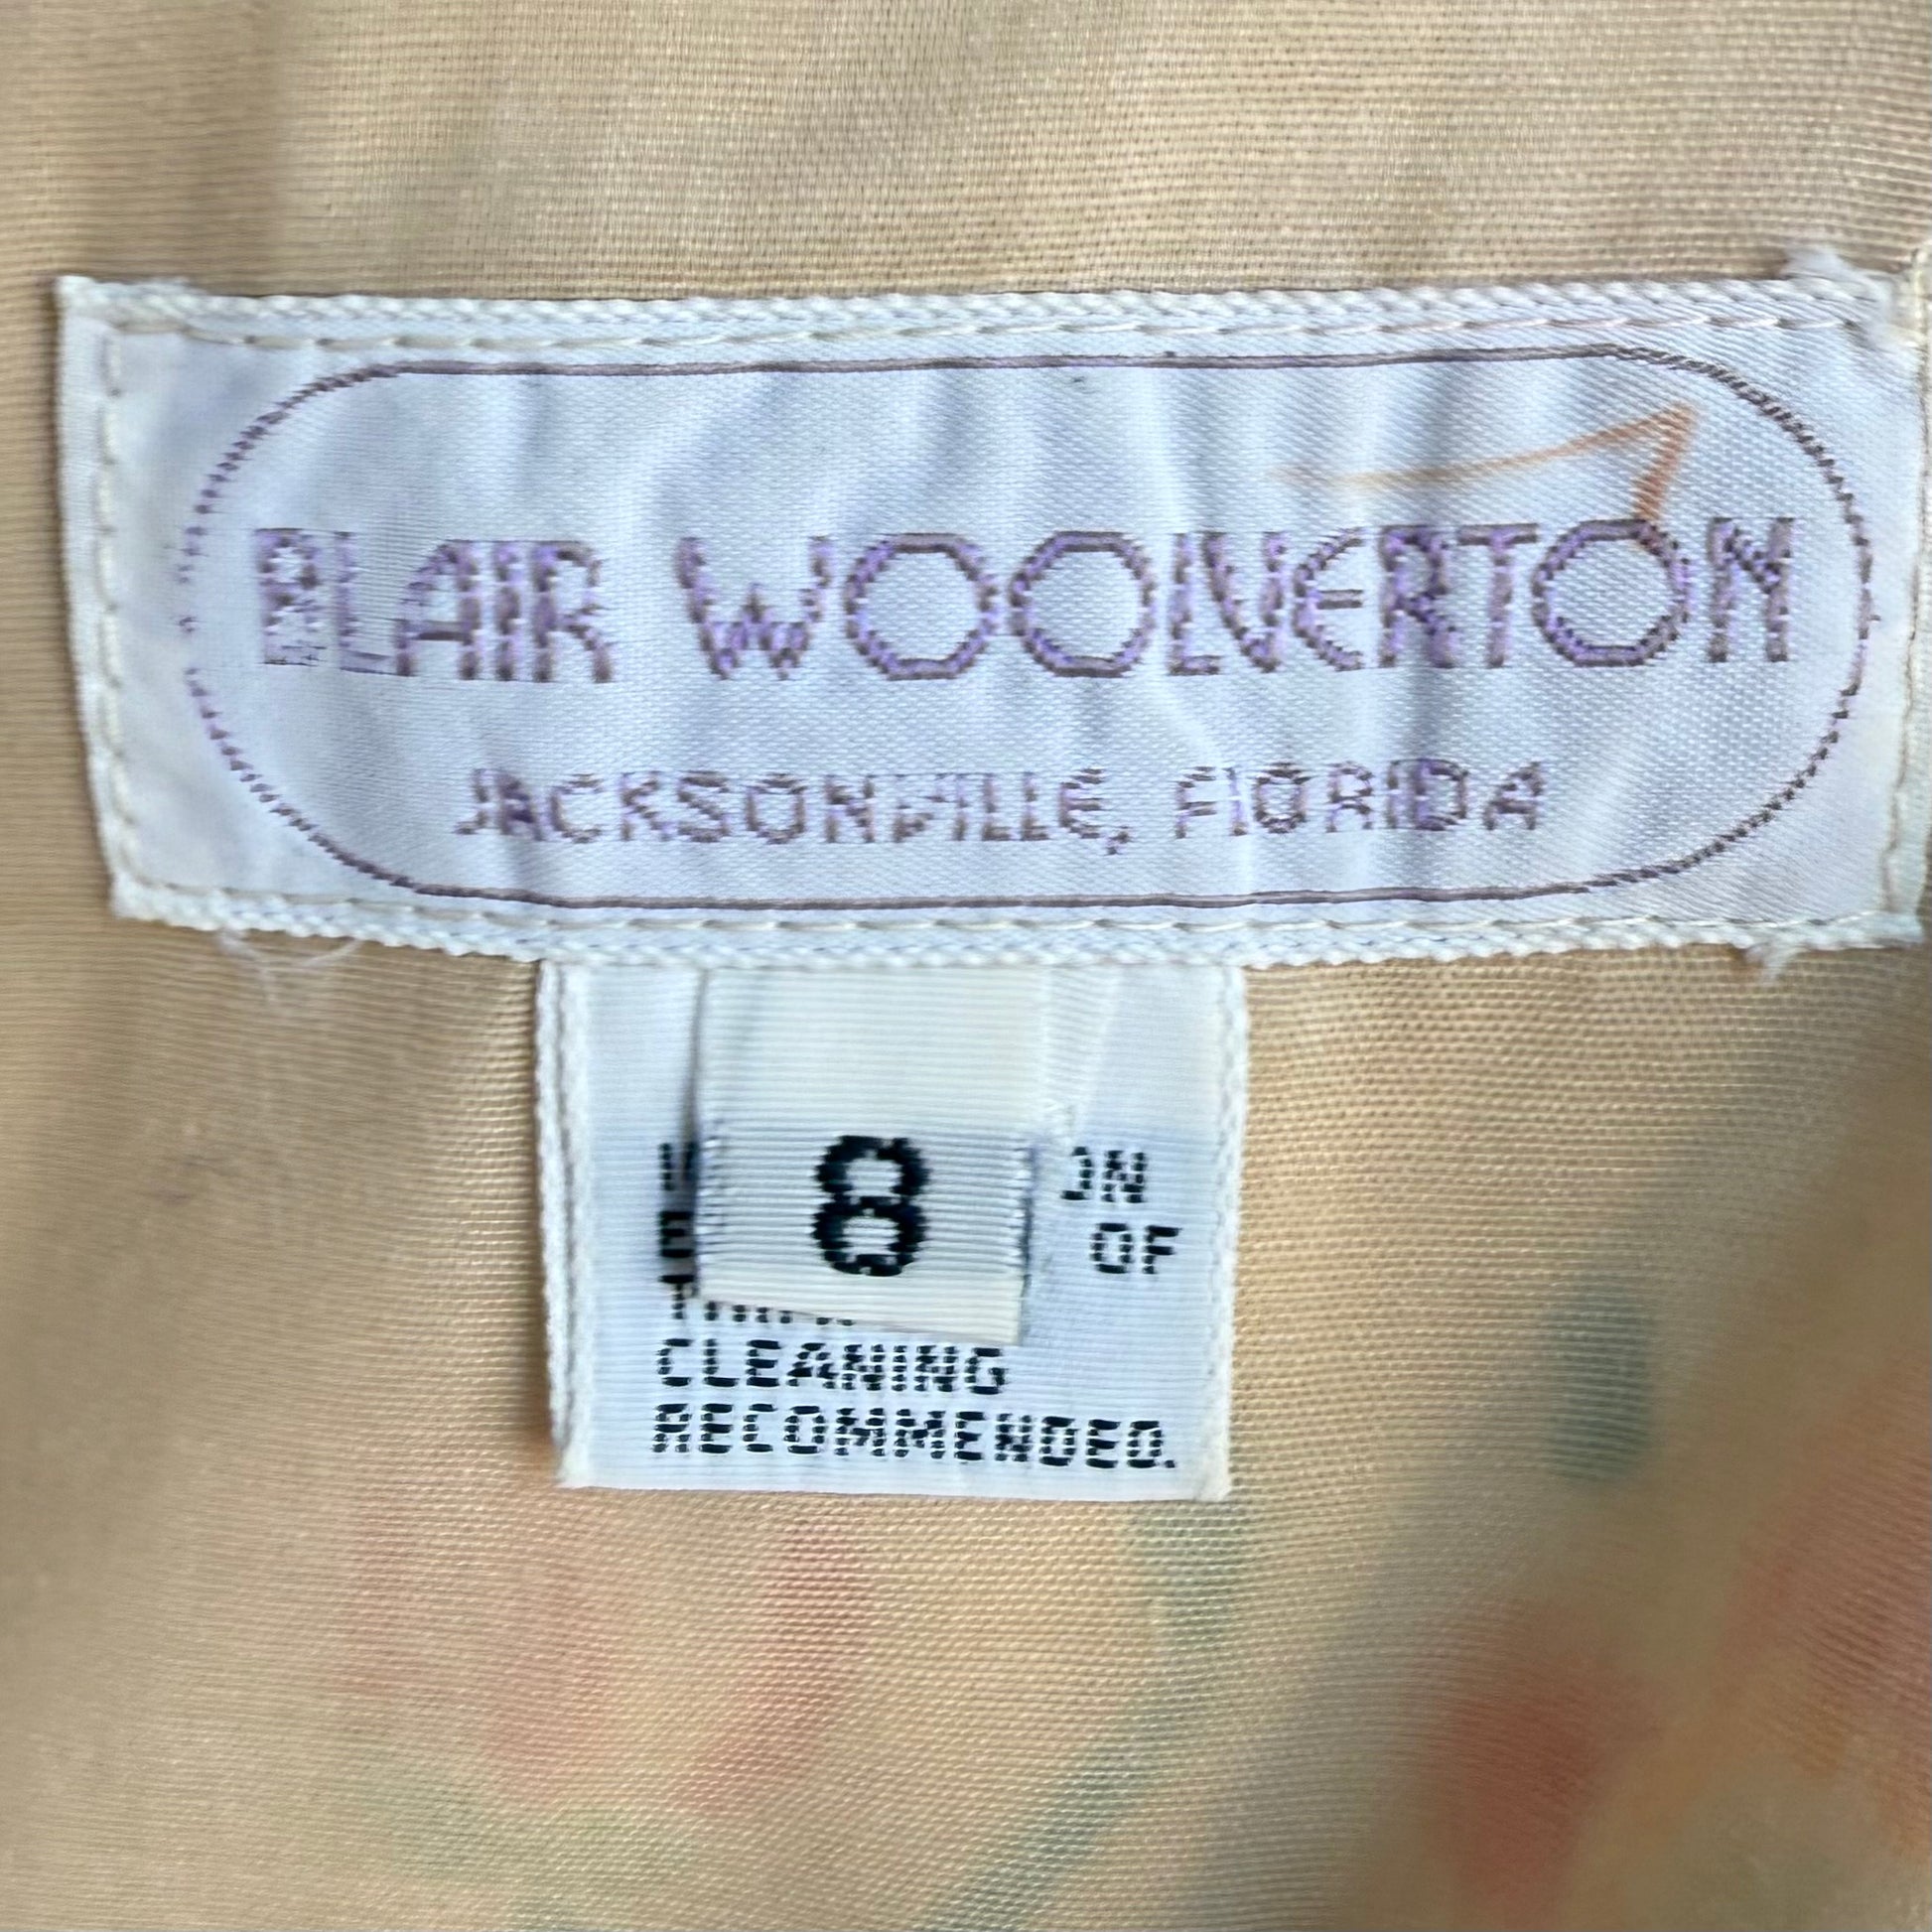 BLAIR WOOLVERTON
JACKSONVILLE, FLORIDA
8
OF
CLEANING
RECOMMENDED.